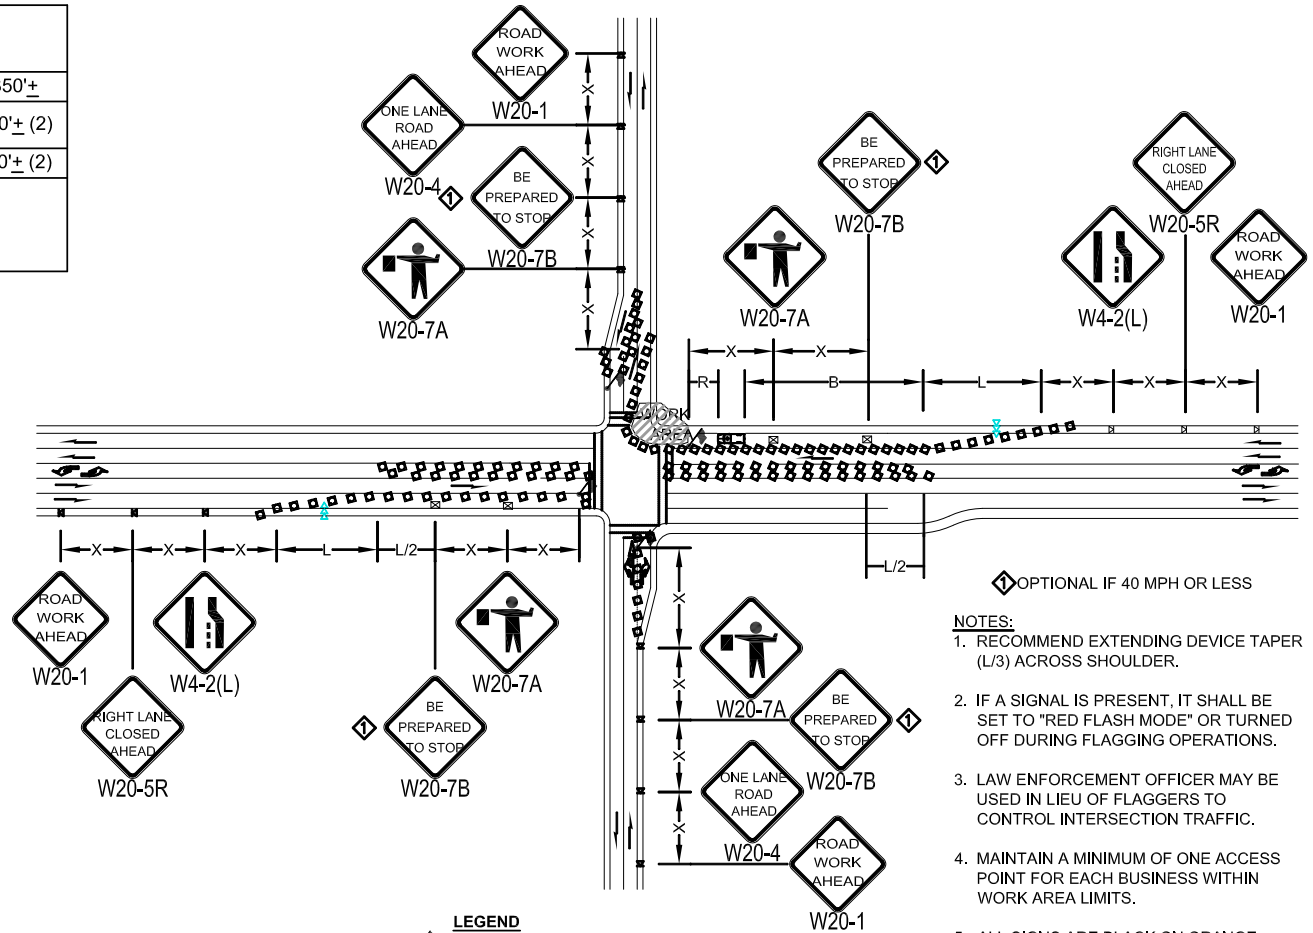 350'±
0'± (2)
0'± (2)
ROAD
WORK
AHEAD
W20-1
ONE LANE
ROAD
AHEAD
W20-4
1
BE
PREPARED
TO STOP
W20-7B
W20-7A
X
X
X
X
BE
PREPARED
TO STOP
1
W20-7B
W20-7A
RIGHT LANE
CLOSED
AHEAD
W20-5R
W4-2(L)
ROAD
WORK
AHEAD
W20-1
X
X
R
B
L
X
X
X
WORK
AREA
X
X
X
L
L/2
X
X
L/2
ROAD
WORK
AHEAD
W20-1
RIGHT LANE
CLOSED
AHEAD
W20-5R
W4-2(L)
1
BE
PREPARED
TO STOP
W20-7B
W20-7A
X
X
X
X
W20-7A
BE
PREPARED
TO STOP
1
W20-7B
ONE LANE
ROAD
AHEAD
W20-4
ROAD
WORK
AHEAD
W20-1
1 OPTIONAL IF 40 MPH OR LESS
NOTES:
1. RECOMMEND EXTENDING DEVICE TAPER
(L/3) ACROSS SHOULDER.
2. IF A SIGNAL IS PRESENT, IT SHALL BE
SET TO "RED FLASH MODE" OR TURNED
OFF DURING FLAGGING OPERATIONS.
3. LAW ENFORCEMENT OFFICER MAY BE
USED IN LIEU OF FLAGGERS TO
CONTROL INTERSECTION TRAFFIC.
4. MAINTAIN A MINIMUM OF ONE ACCESS
POINT FOR EACH BUSINESS WITHIN
WORK AREA LIMITS.
5. ALL SIGNS ARE BLACK ON ORANGE
LEGEND